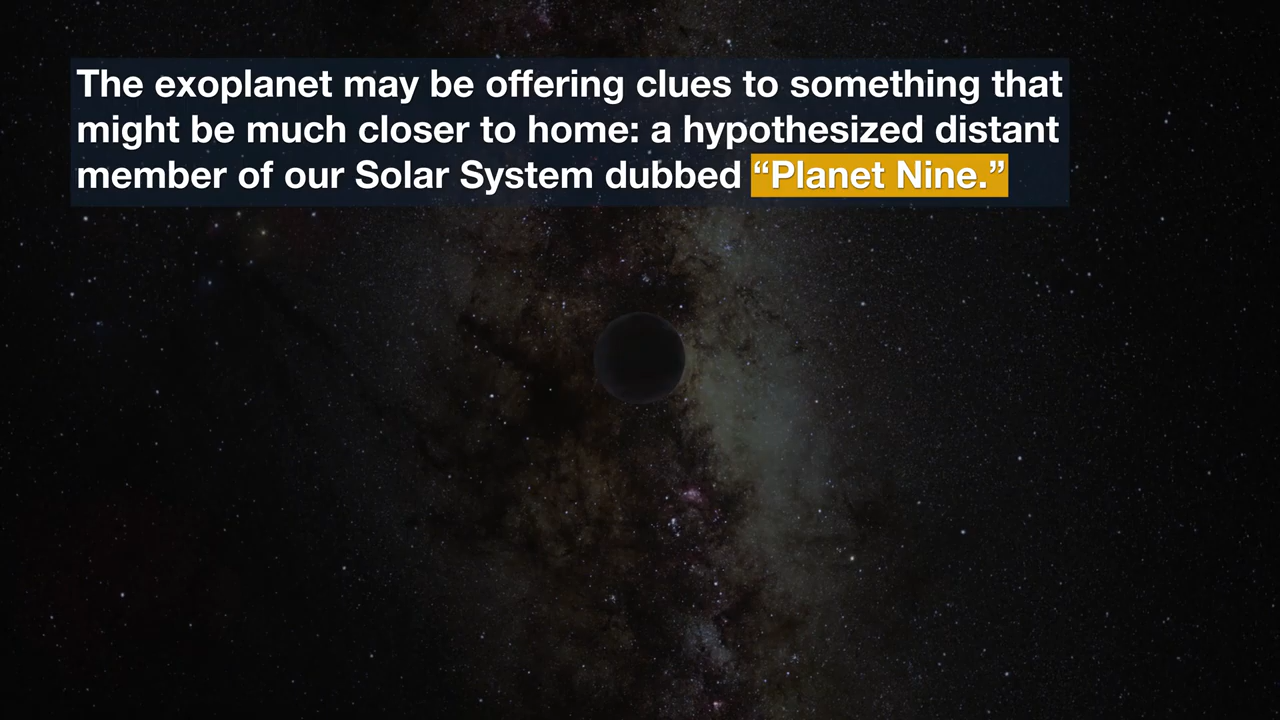 The exoplanet may be offering clues to something that
might be much closer to home: a hypothesized distant
member of our Solar System dubbed “Planet Nine.”